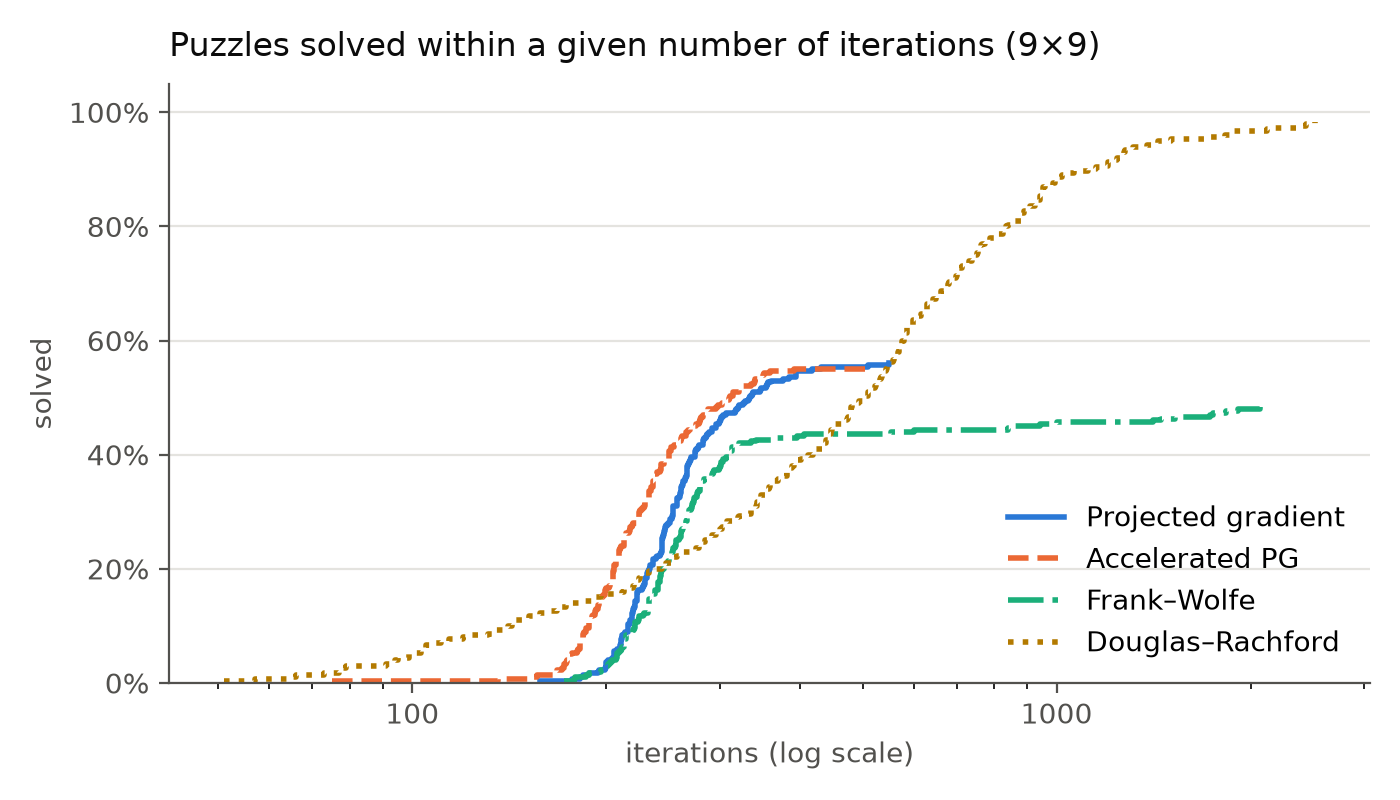 Puzzles solved within a given number of iterations (9×9)
100%
80%
60%
40%
20%
0%
solved
100
1000
iterations (log scale)
Projected gradient
Accelerated PG
Frank–Wolfe
Douglas–Rachford